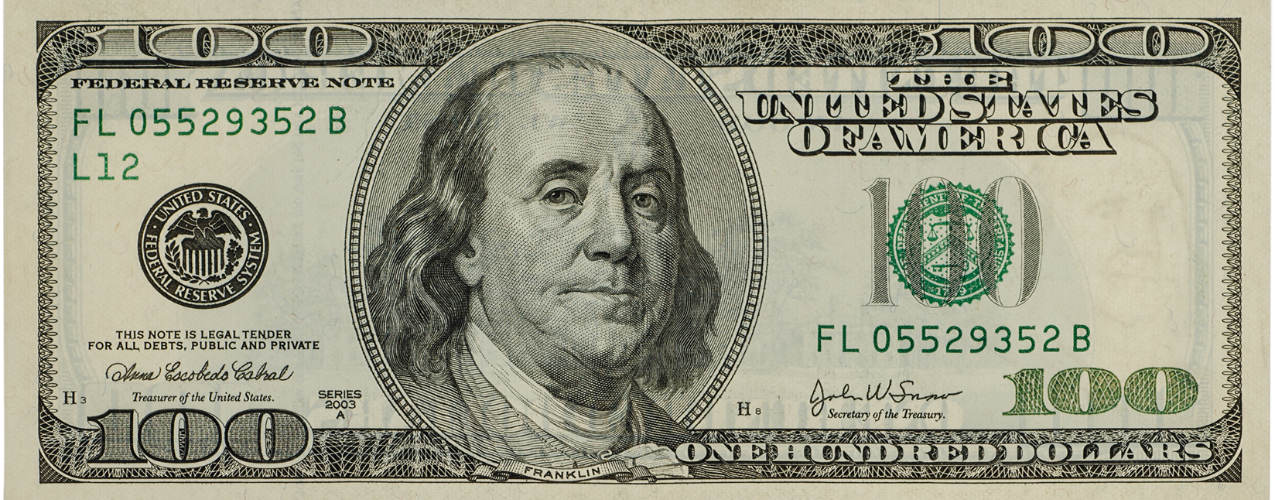 100
100
FEDERAL RESERVE NOTE
THE
UNITED STATES
OF AMERICA
FL 05529352 B
L12
UNITED STATES
FEDERAL RESERVE SYSTEM
100
FL 05529352 B
THIS NOTE IS LEGAL TENDER
FOR ALL DEBTS, PUBLIC AND PRIVATE
Anna Escobedo Cabral
Treasurer of the United States.
H 3
SERIES
2003
A
H 8
John W Snow
Secretary of the Treasury.
100
100
FRANKLIN
ONE HUNDRED DOLLARS